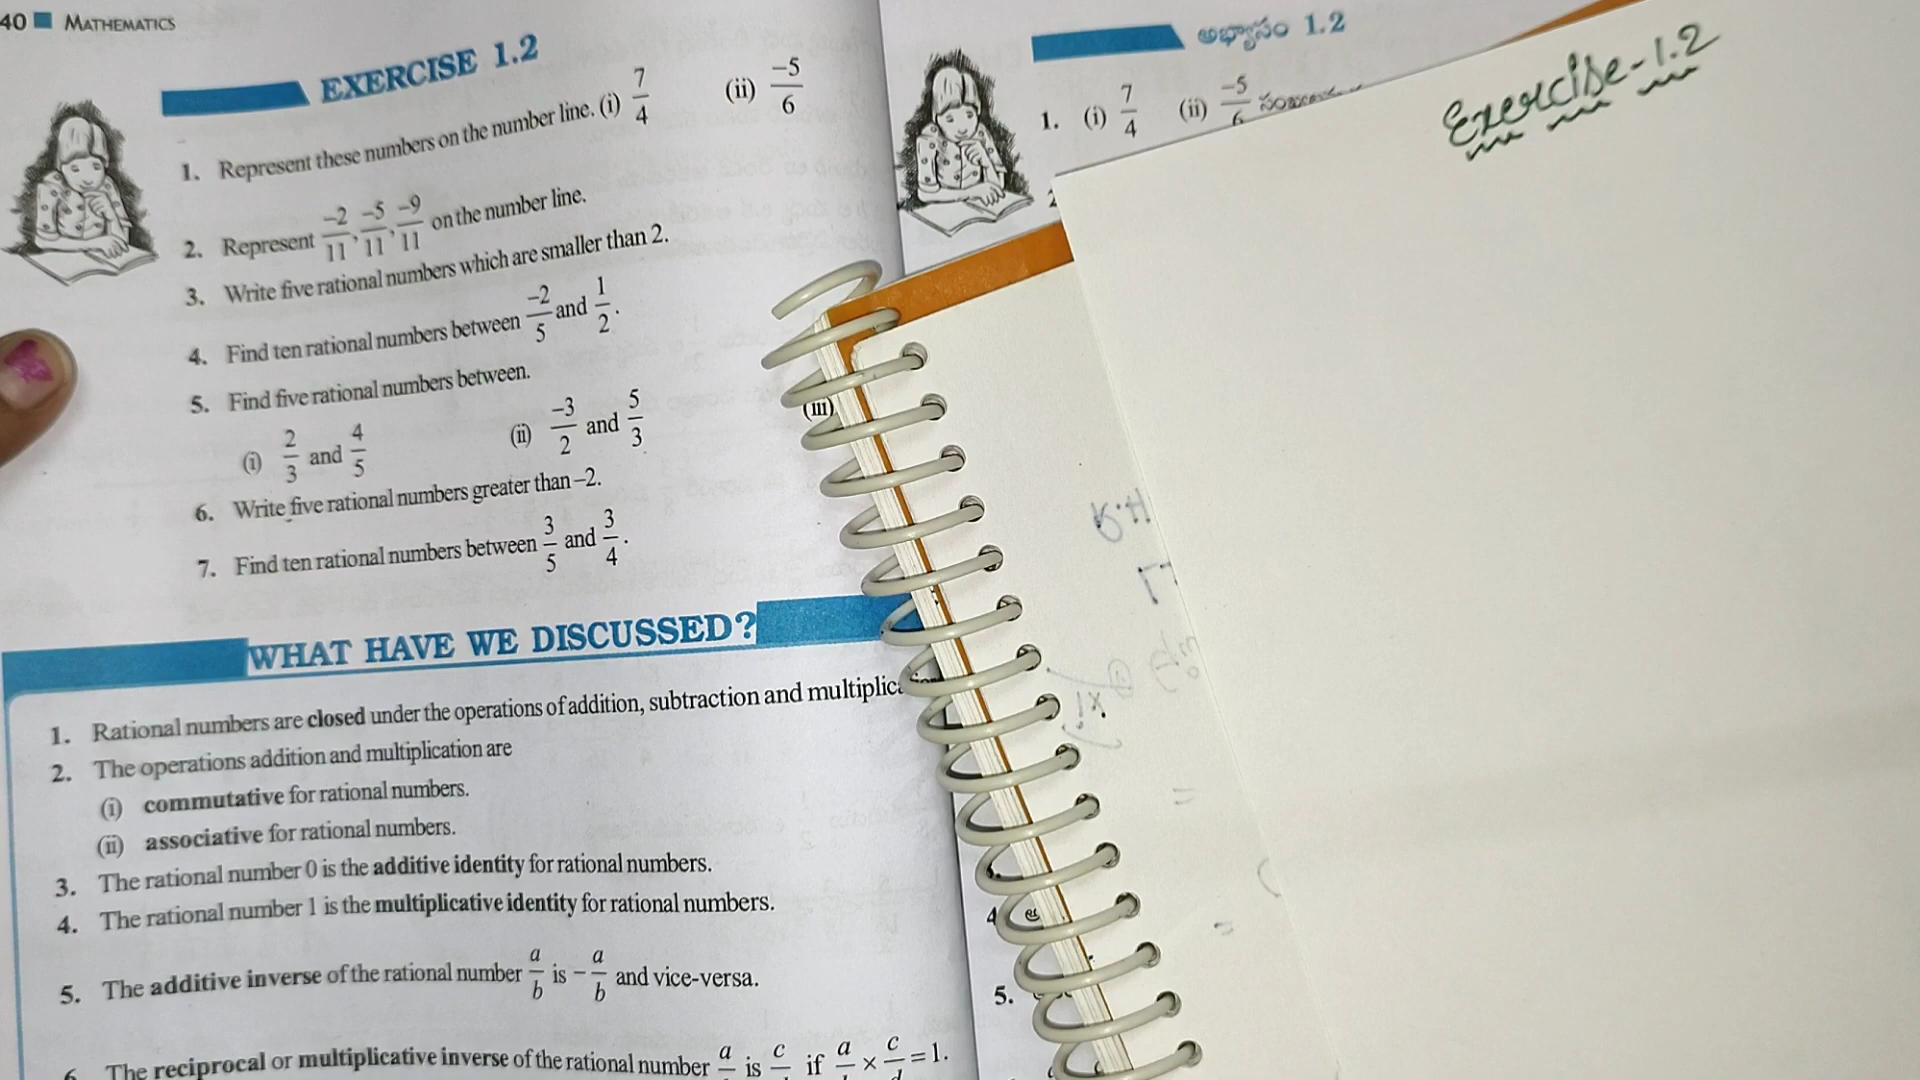 40 MATHEMATICS
EXERCISE 1.2
1. Represent these numbers on the number line. (i) 7/4 (ii) -5/6
2. Represent -2/11, -5/11, -9/11 on the number line.
3. Write five rational numbers which are smaller than 2.
4. Find ten rational numbers between -2/5 and 1/2.
5. Find five rational numbers between.
(i) 2/3 and 4/5 (ii) -3/2 and 5/3 (iii)
6. Write five rational numbers greater than –2.
7. Find ten rational numbers between 3/5 and 3/4.
WHAT HAVE WE DISCUSSED?
1. Rational numbers are closed under the operations of addition, subtraction and
2. The operations addition and multiplication are
(i) commutative for rational numbers.
(ii) associative for rational numbers.
3. The rational number 0 is the additive identity for rational numbers.
4. The rational number 1 is the multiplicative identity for rational numbers.
5. The additive inverse of the rational number a/b is -a/b and vice-versa.
The reciprocal or multiplicative inverse of the rational number a is c if a × c = 1.
అభ్యాసం 1.2
1. (i) 7/4 (ii) -5/6
4
5.
Exercise-1.2